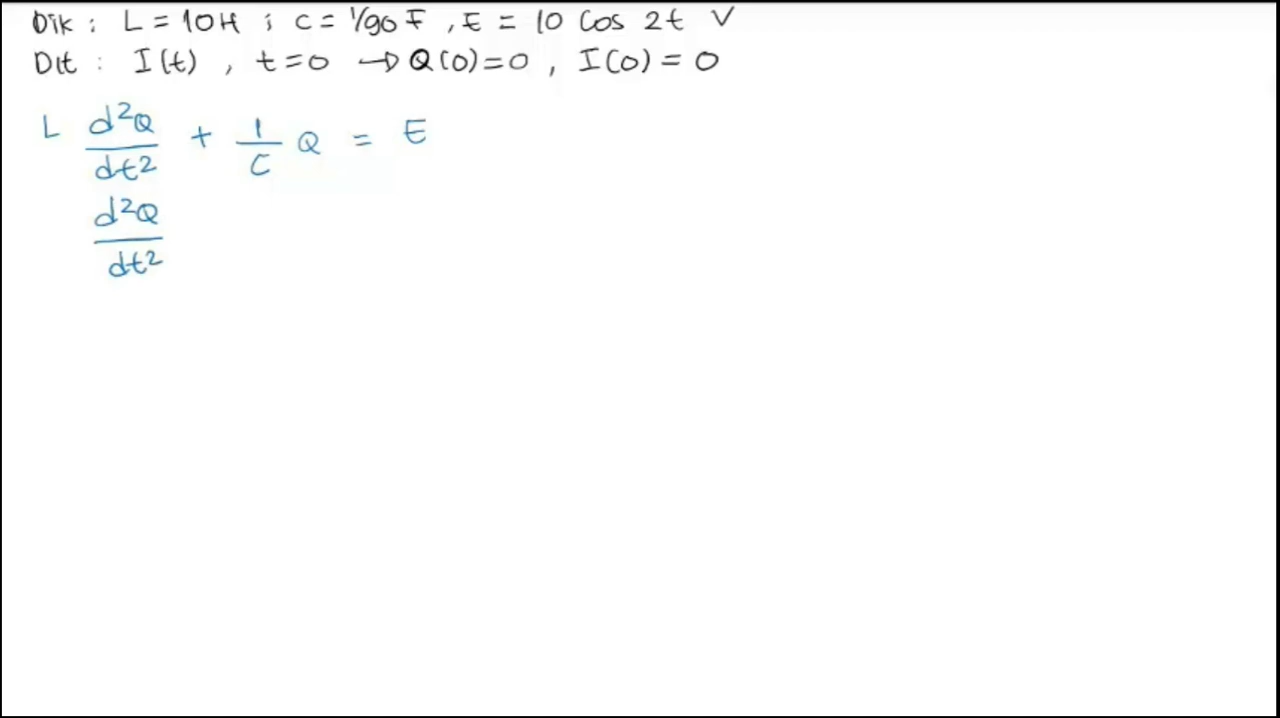 Dik : L = 10H ; C = 1/90 F , E = 10 Cos 2t V
Dit : I(t) , t=0 → Q(0)=0 , I(0) = 0
L d²Q/dt² + 1/C Q = E
d²Q/dt²